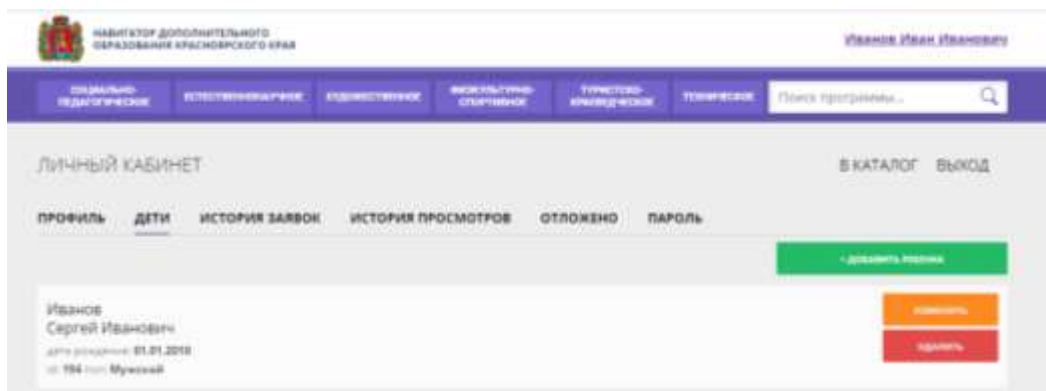 НАВИГАТОР ДОПОЛНИТЕЛЬНОГО
ОБРАЗОВАНИЯ КРАСНОЯРСКОГО КРАЯ
Иванов Иван Иванович
СОЦИАЛЬНО-
ПЕДАГОГИЧЕСКОЕ
ЕСТЕСТВЕННОНАУЧНОЕ
ХУДОЖЕСТВЕННОЕ
ФИЗКУЛЬТУРНО-
СПОРТИВНОЕ
ТУРИСТСКО-
КРАЕВЕДЧЕСКОЕ
ТЕХНИЧЕСКОЕ
Поиск программы...
ЛИЧНЫЙ КАБИНЕТ
В КАТАЛОГ ВЫХОД
ПРОФИЛЬ ДЕТИ ИСТОРИЯ ЗАЯВОК ИСТОРИЯ ПРОСМОТРОВ ОТЛОЖЕНО ПАРОЛЬ
+ ДОБАВИТЬ РЕБЕНКА
Иванов
Сергей Иванович
дата рождения: 01.01.2010
id: 194 пол: Мужской
ИЗМЕНИТЬ
УДАЛИТЬ